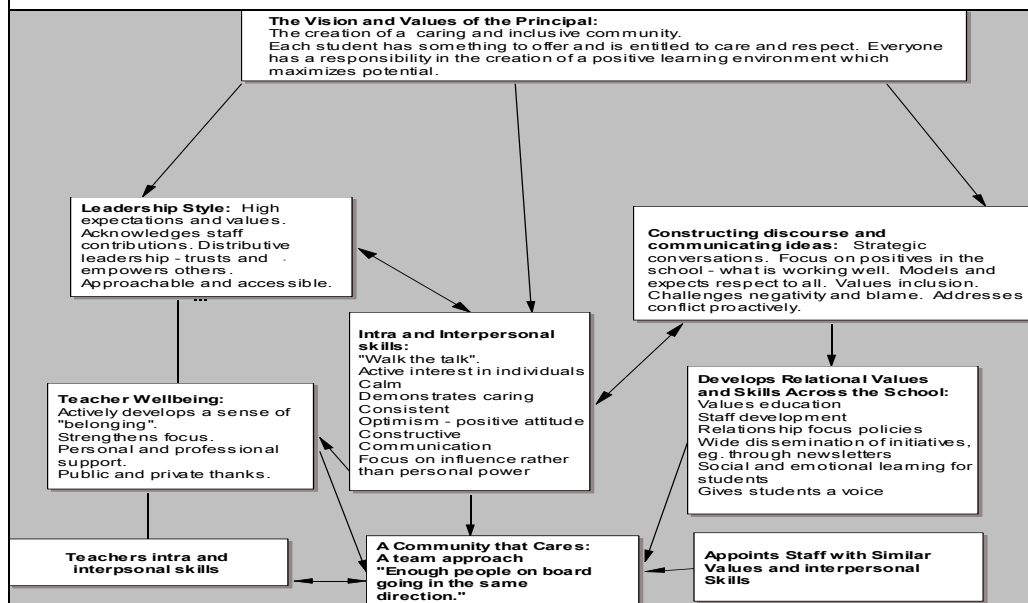 The Vision and Values of the Principal:
The creation of a caring and inclusive community.
Each student has something to offer and is entitled to care and respect. Everyone
has a responsibility in the creation of a positive learning environment which
maximizes potential.
Leadership Style: High
expectations and values.
Acknowledges staff
contributions. Distributive
leadership - trusts and
empowers others.
Approachable and accessible.
Constructing discourse and
communicating ideas: Strategic
conversations. Focus on positives in the
school - what is working well. Models and
expects respect to all. Values inclusion.
Challenges negativity and blame. Addresses
conflict proactively.
Intra and Interpersonal
skills:
"Walk the talk".
Active interest in individuals
Calm
Demonstrates caring
Consistent
Optimism - positive attitude
Constructive
Communication
Focus on influence rather
than personal power
Teacher Wellbeing:
Actively develops a sense of
"belonging".
Strengthens focus.
Personal and professional
support.
Public and private thanks.
Develops Relational Values
and Skills Across the School:
Values education
Staff development
Relationship focus policies
Wide dissemination of initiatives,
eg. through newsletters
Social and emotional learning for
students
Gives students a voice
Teachers intra and
interpsonal skills
A Community that Cares:
A team approach
"Enough people on board
going in the same
direction."
Appoints Staff with Similar
Values and interpersonal
Skills